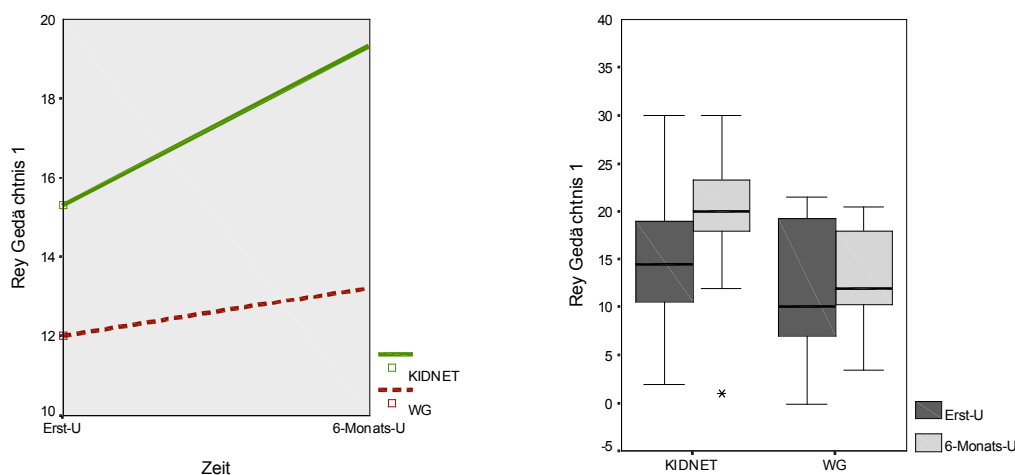 20
18
16
14
12
10
Rey Gedä chtnis 1
Erst-U
6-Monats-U
Zeit
KIDNET
WG
40
35
30
25
20
15
10
5
0
-5
Rey Gedä chtnis 1
KIDNET
WG
Erst-U
6-Monats-U